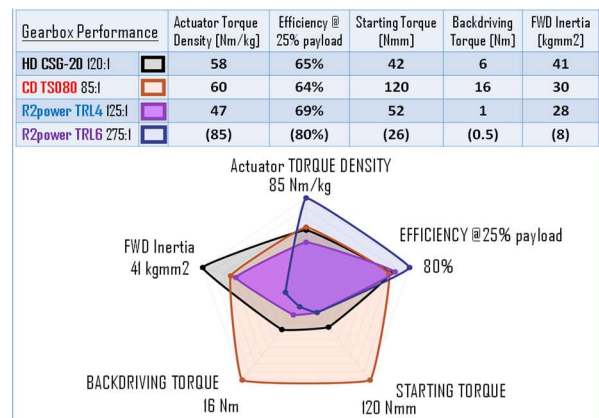 Gearbox Performance
Actuator Torque Density [Nm/kg]
Efficiency @ 25% payload
Starting Torque [Nmm]
Backdriving Torque [Nm]
FWD Inertia [kgmm2]
HD CSG-20 120:1 58 65% 42 6 41
CD TS080 85:1 60 64% 120 16 30
R2power TRL4 125:1 47 69% 52 1 28
R2power TRL6 275:1 (85) (80%) (26) (0.5) (8)
Actuator TORQUE DENSITY
85 Nm/kg
EFFICIENCY @25% payload
80%
FWD Inertia
41 kgmm2
BACKDRIVING TORQUE
16 Nm
STARTING TORQUE
120 Nmm